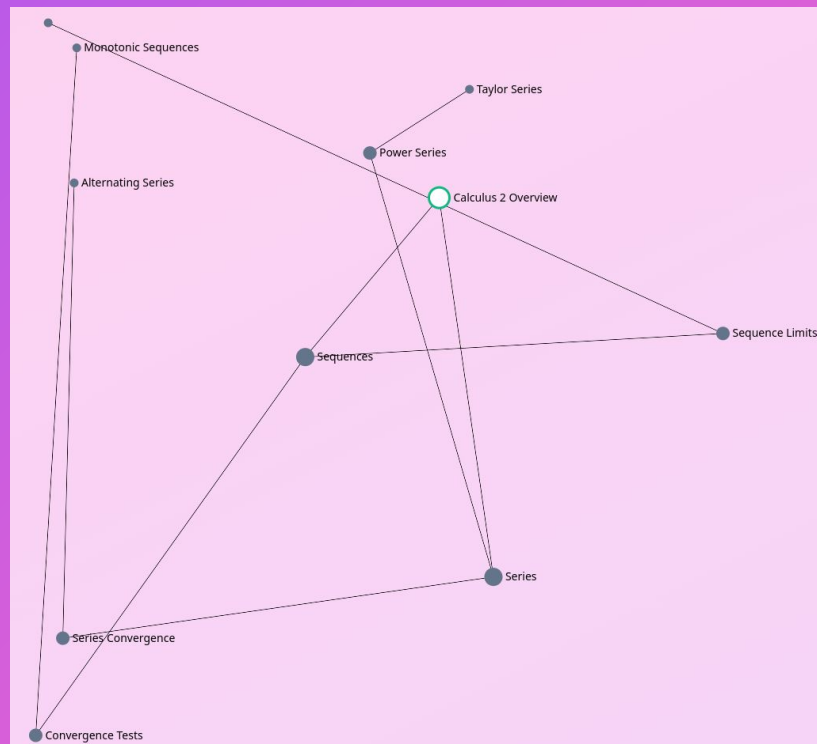 Monotonic Sequences
Taylor Series
Power Series
Alternating Series
Calculus 2 Overview
Sequence Limits
Sequences
Series
Series Convergence
Convergence Tests